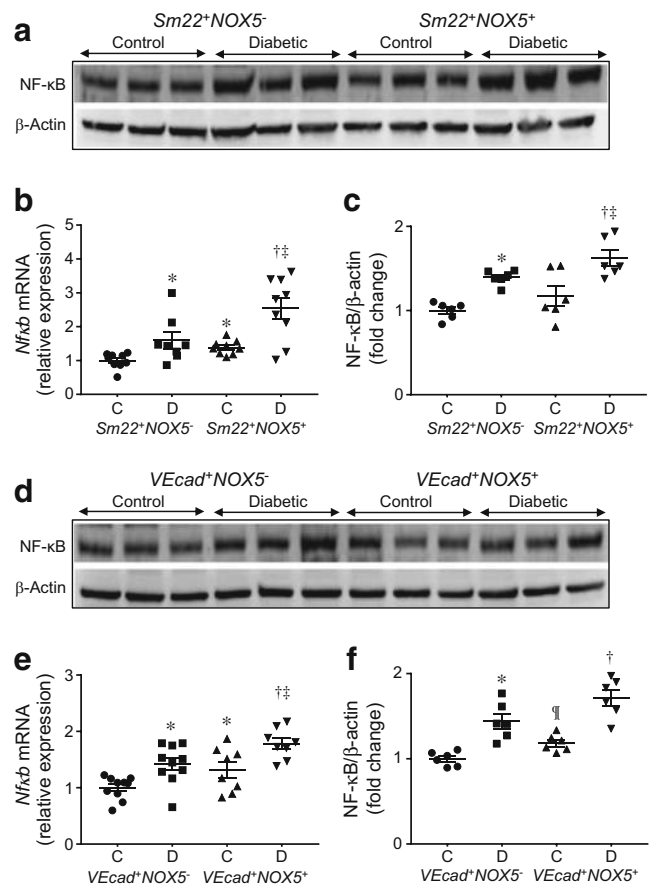 a
Sm22+NOX5- Sm22+NOX5+
Control Diabetic Control Diabetic
NF-κB
β-Actin
b
Nfκb mRNA
(relative expression)
5
4
3
2
1
0
* * †‡
C D C D
Sm22+NOX5- Sm22+NOX5+
c
NF-κB/β-actin
(fold change)
2
1
0
* †‡
C D C D
Sm22+NOX5- Sm22+NOX5+
d
VEcad+NOX5- VEcad+NOX5+
Control Diabetic Control Diabetic
NF-κB
β-Actin
e
Nfκb mRNA
(relative expression)
3
2
1
0
* * †‡
C D C D
VEcad+NOX5- VEcad+NOX5+
f
NF-κB/β-actin
(fold change)
2
1
0
* ¶ †
C D C D
VEcad+NOX5- VEcad+NOX5+